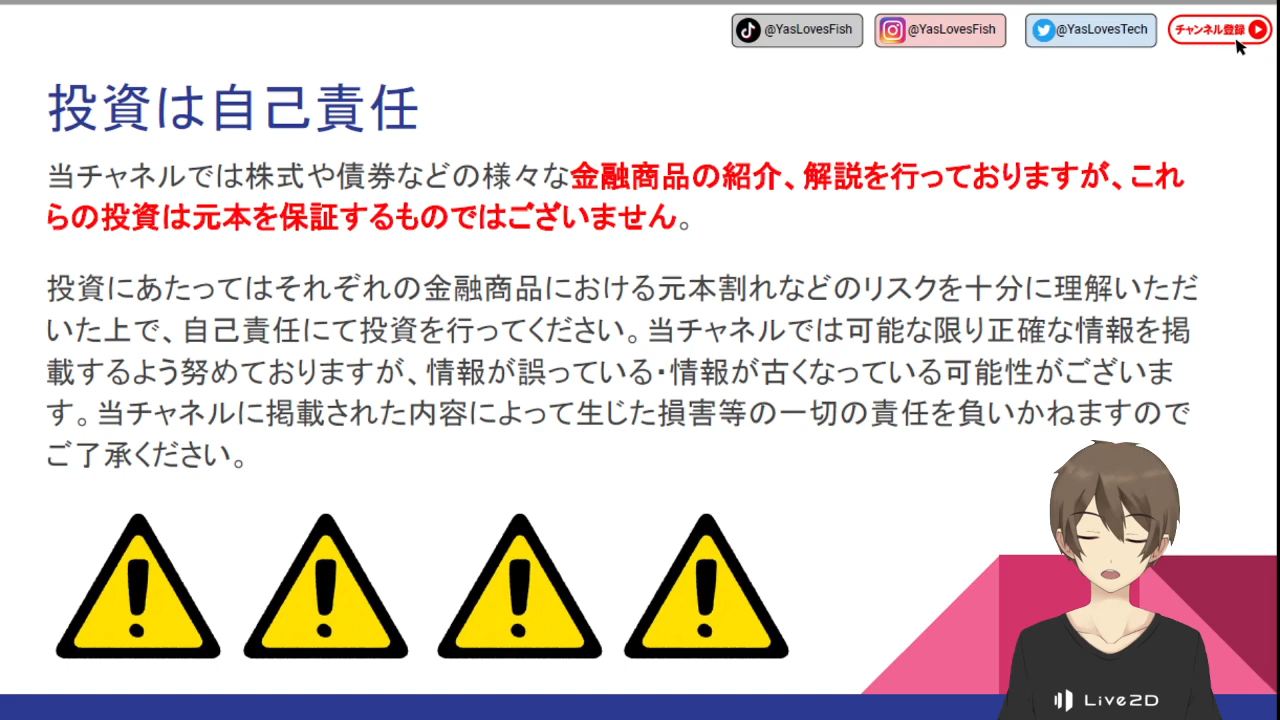 @YasLovesFish
@YasLovesFish
@YasLovesTech
チャンネル登録
投資は自己責任
当チャネルでは株式や債券などの様々な金融商品の紹介、解説を行っておりますが、これ
らの投資は元本を保証するものではございません。
投資にあたってはそれぞれの金融商品における元本割れなどのリスクを十分に理解いただ
いた上で、自己責任にて投資を行ってください。当チャネルでは可能な限り正確な情報を掲
載するよう努めておりますが、情報が誤っている・情報が古くなっている可能性がございま
す。当チャネルに掲載された内容によって生じた損害等の一切の責任を負いかねますので
ご了承ください。
Live2D